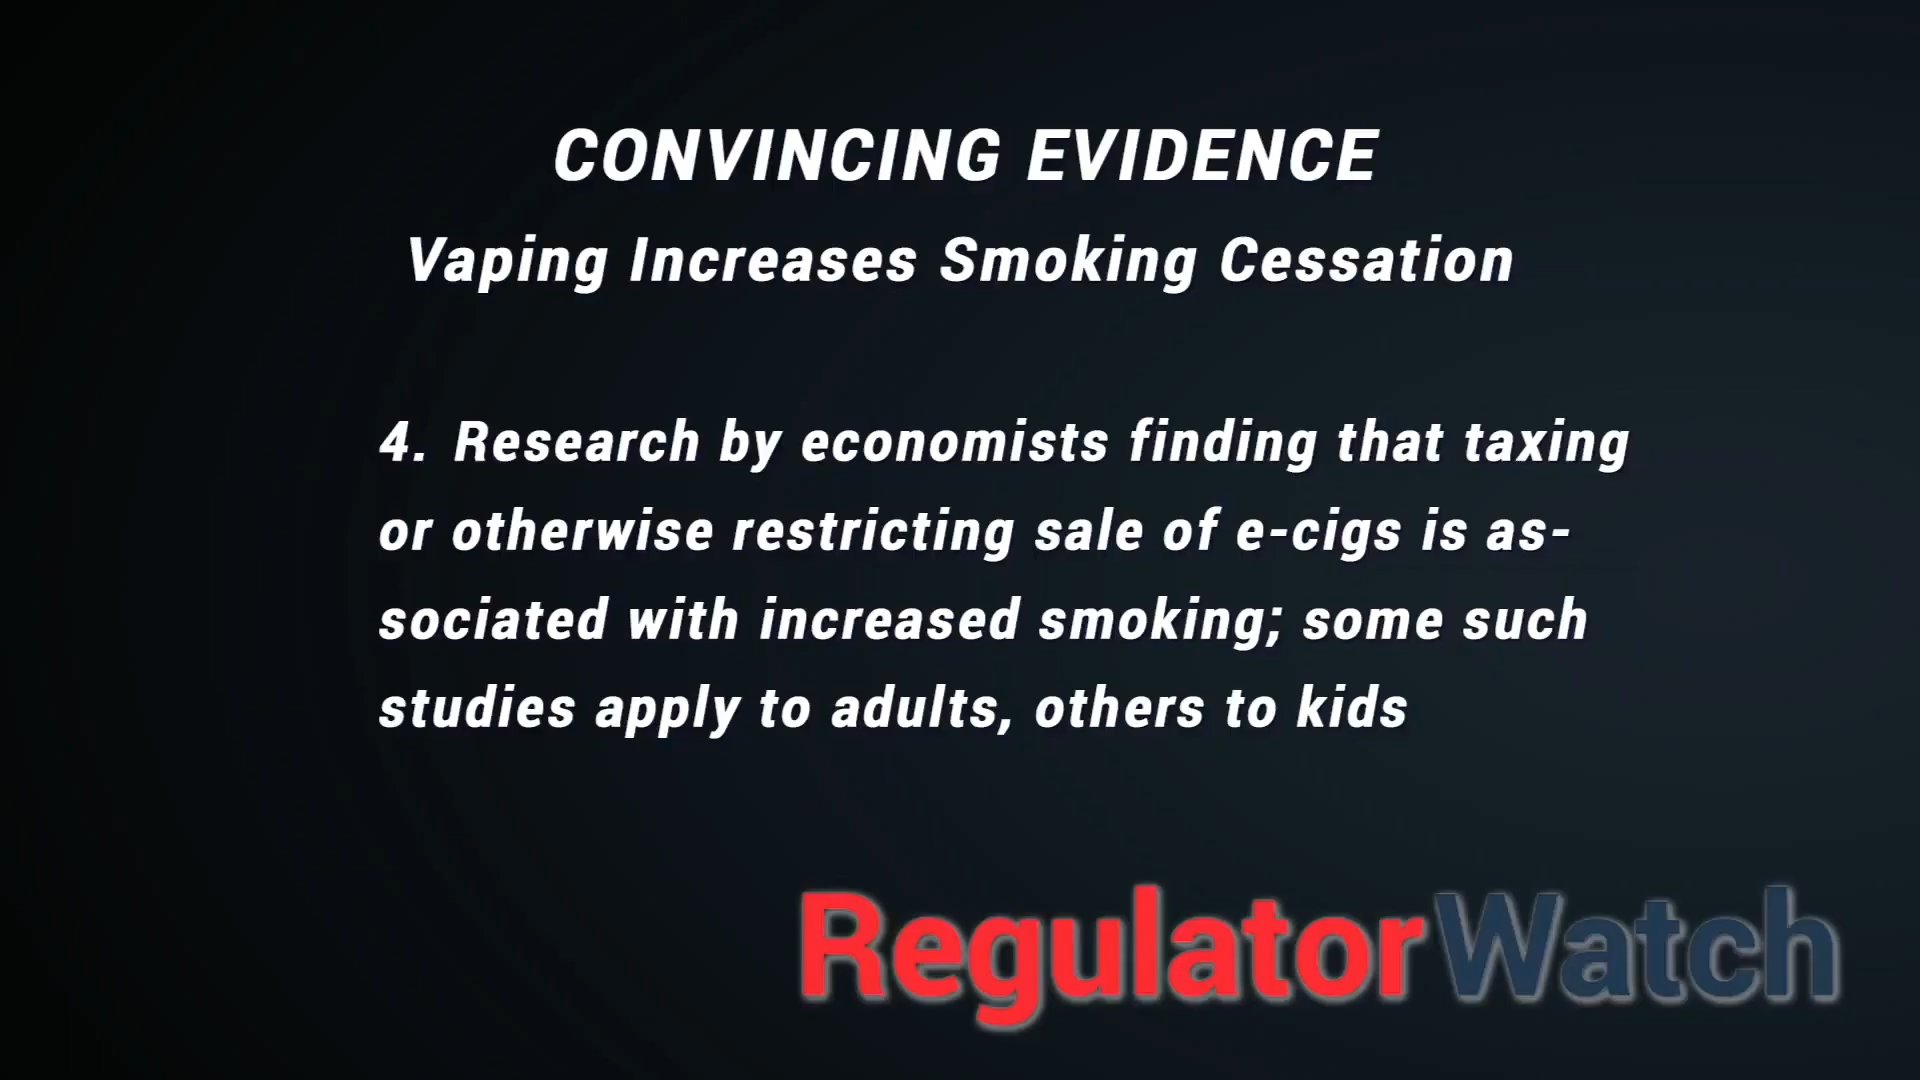 CONVINCING EVIDENCE
Vaping Increases Smoking Cessation
4. Research by economists finding that taxing
or otherwise restricting sale of e-cigs is as-
sociated with increased smoking; some such
studies apply to adults, others to kids
RegulatorWatch